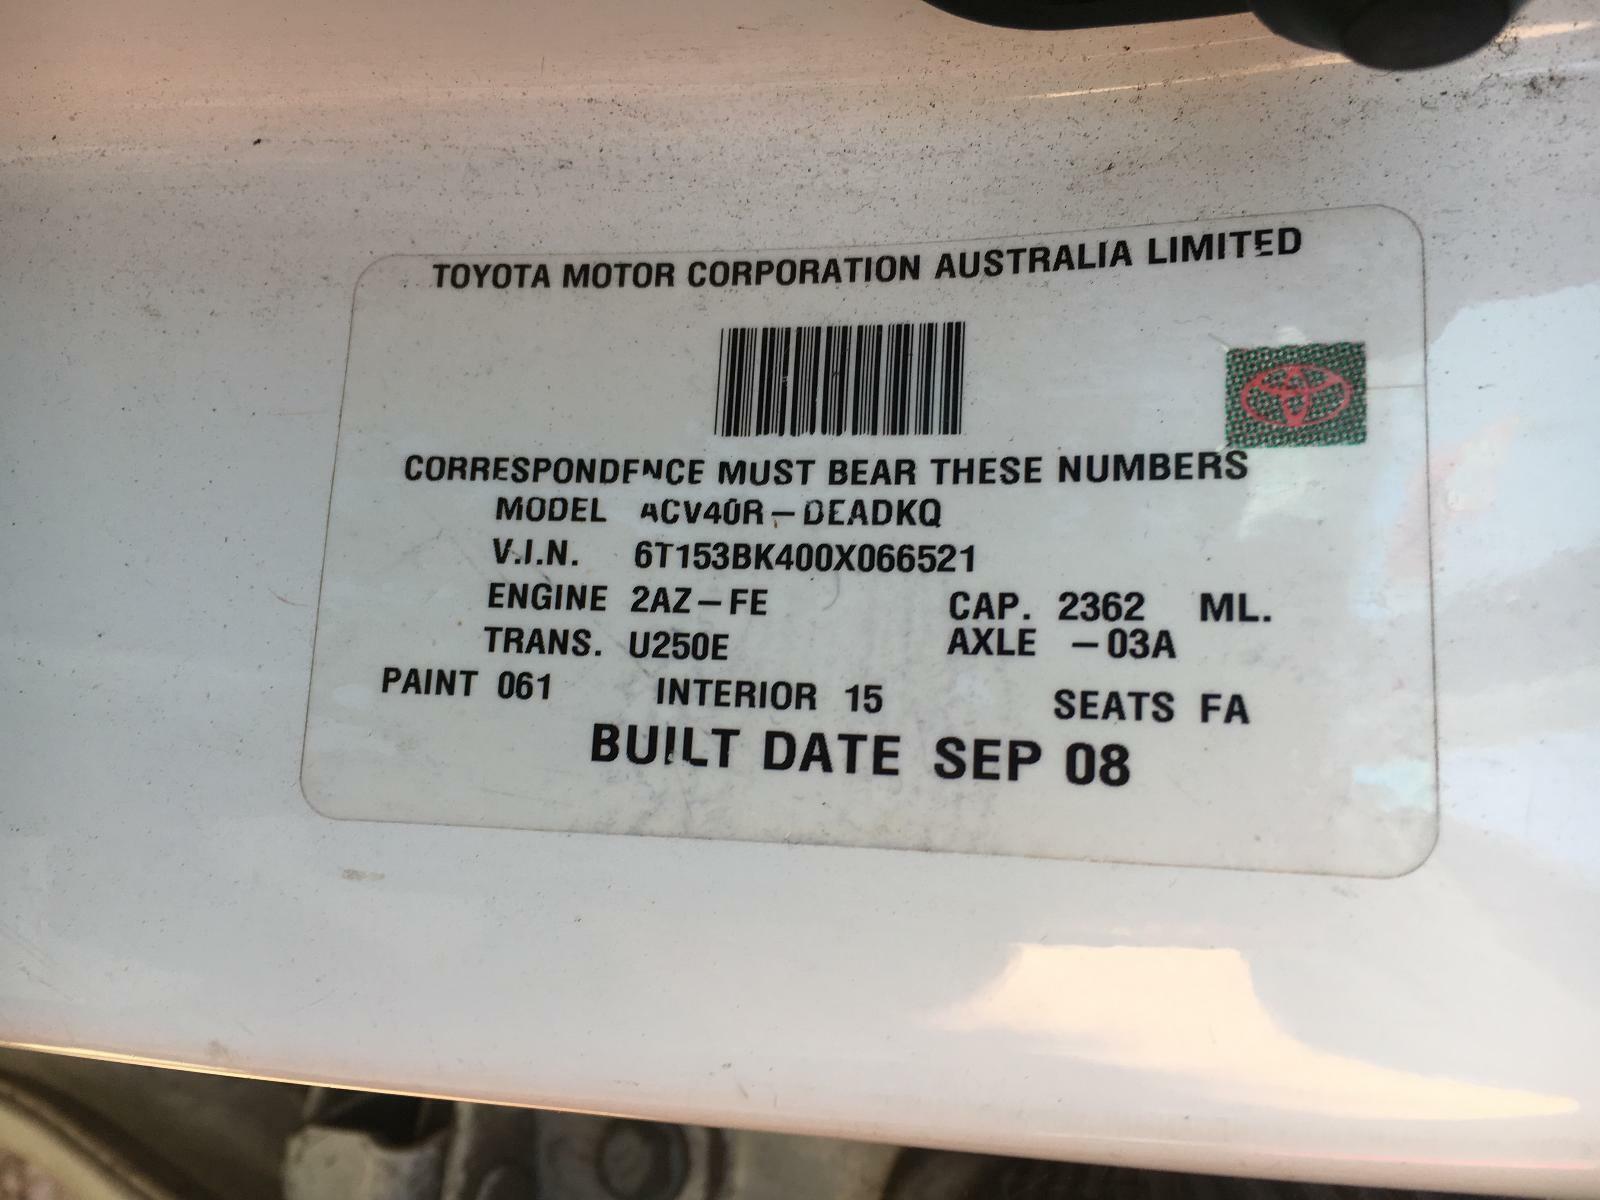 TOYOTA MOTOR CORPORATION AUSTRALIA LIMITED
CORRESPONDENCE MUST BEAR THESE NUMBERS
MODEL ACV40R-DEADKQ
V.I.N. 6T153BK400X066521
ENGINE 2AZ-FE CAP. 2362 ML.
TRANS. U250E AXLE -03A
PAINT 061 INTERIOR 15 SEATS FA
BUILT DATE SEP 08